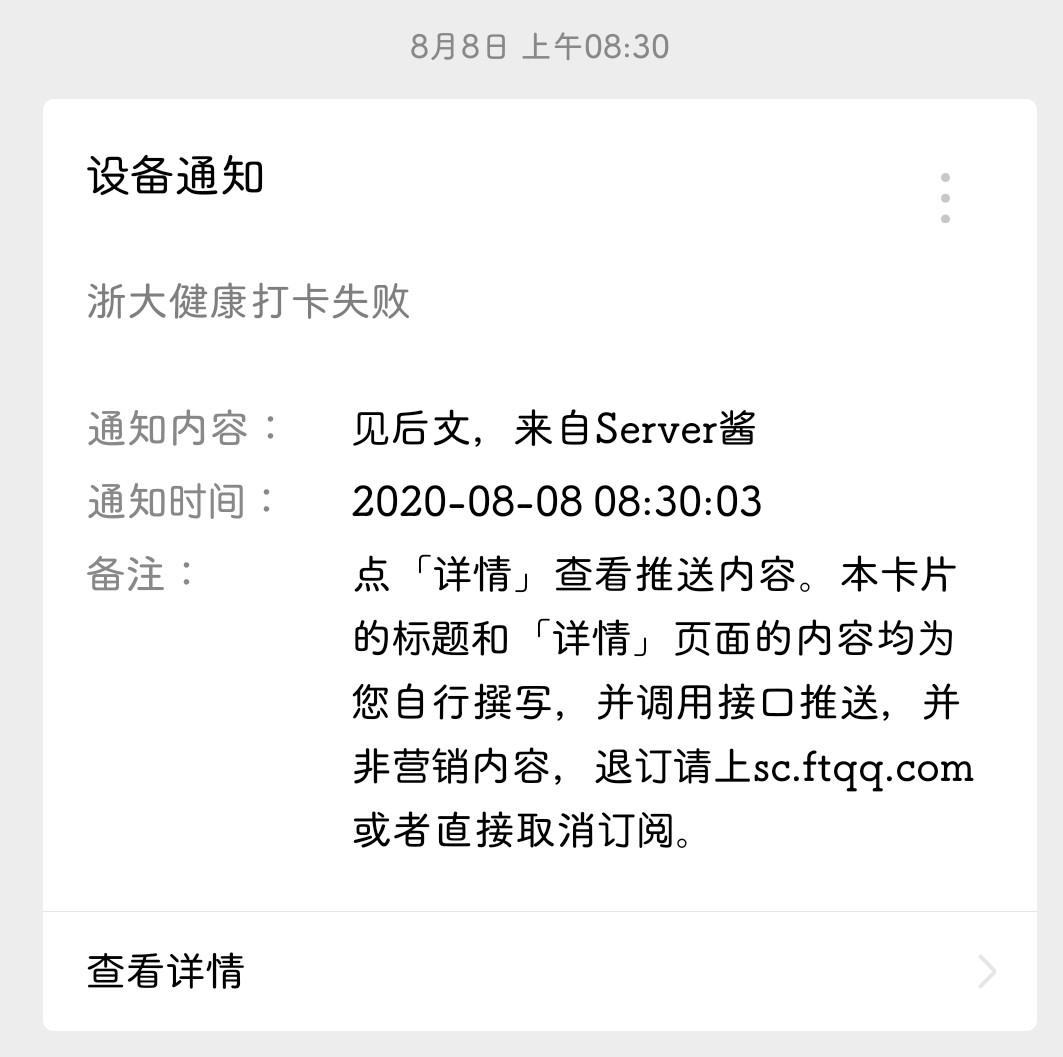 8月8日 上午08:30
设备通知
浙大健康打卡失败
通知内容： 见后文，来自Server酱
通知时间： 2020-08-08 08:30:03
备注： 点「详情」查看推送内容。本卡片
的标题和「详情」页面的内容均为
您自行撰写，并调用接口推送，并
非营销内容，退订请上sc.ftqq.com
或者直接取消订阅。
查看详情